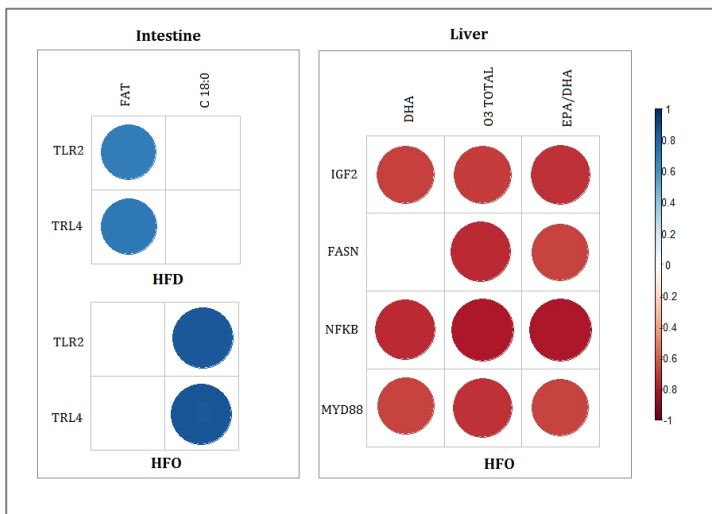 Intestine
FAT
C 18:0
TLR2
TRL4
HFD
TLR2
TRL4
HFO
Liver
DHA
O3 TOTAL
EPA/DHA
IGF2
FASN
NFKB
MYD88
HFO
1
0.8
0.6
0.4
0.2
0
-0.2
-0.4
-0.6
-0.8
-1